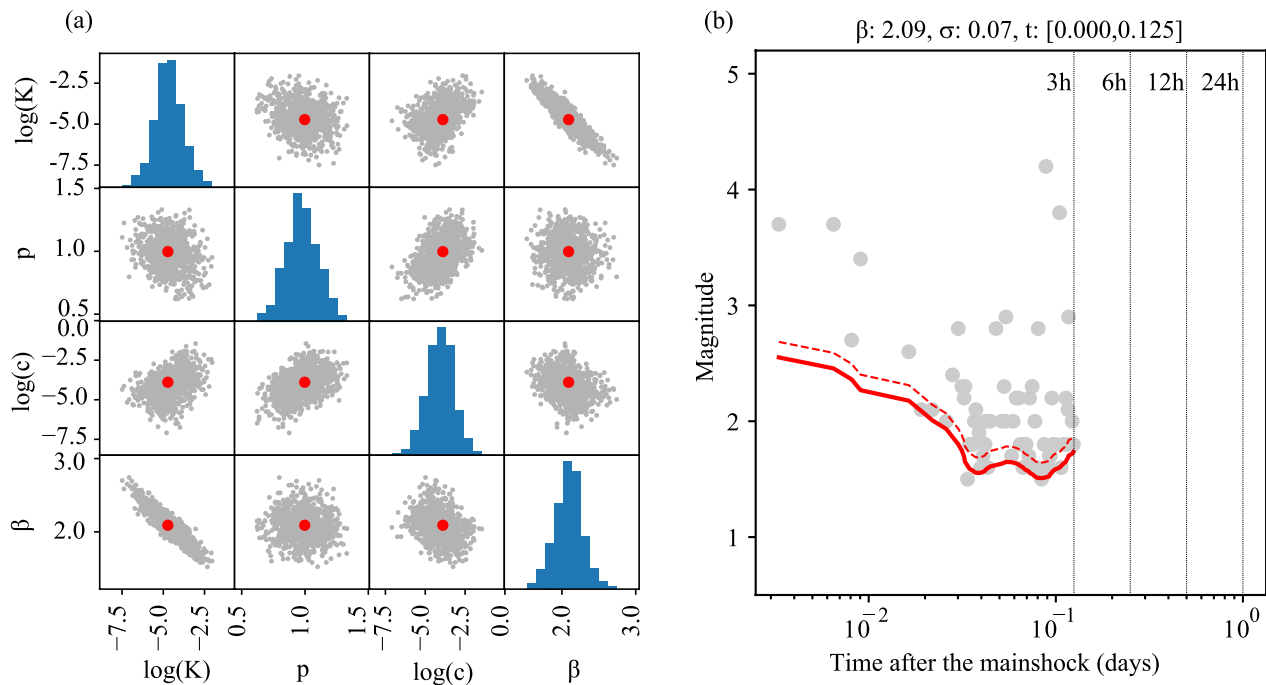 (a)
(b)
β: 2.09, σ: 0.07, t: [0.000,0.125]
log(K)
-2.5
-5.0
-7.5
p
1.5
1.0
0.5
log(c)
0.0
−2.5
−5.0
−7.5
β
3.0
2.0
−7.5
−5.0
−2.5
0.5
1.0
1.5
−7.5
−5.0
−2.5
0.0
2.0
3.0
log(K)
p
log(c)
β
Magnitude
5
4
3
2
1
3h
6h
12h
24h
10⁻²
10⁻¹
10⁰
Time after the mainshock (days)